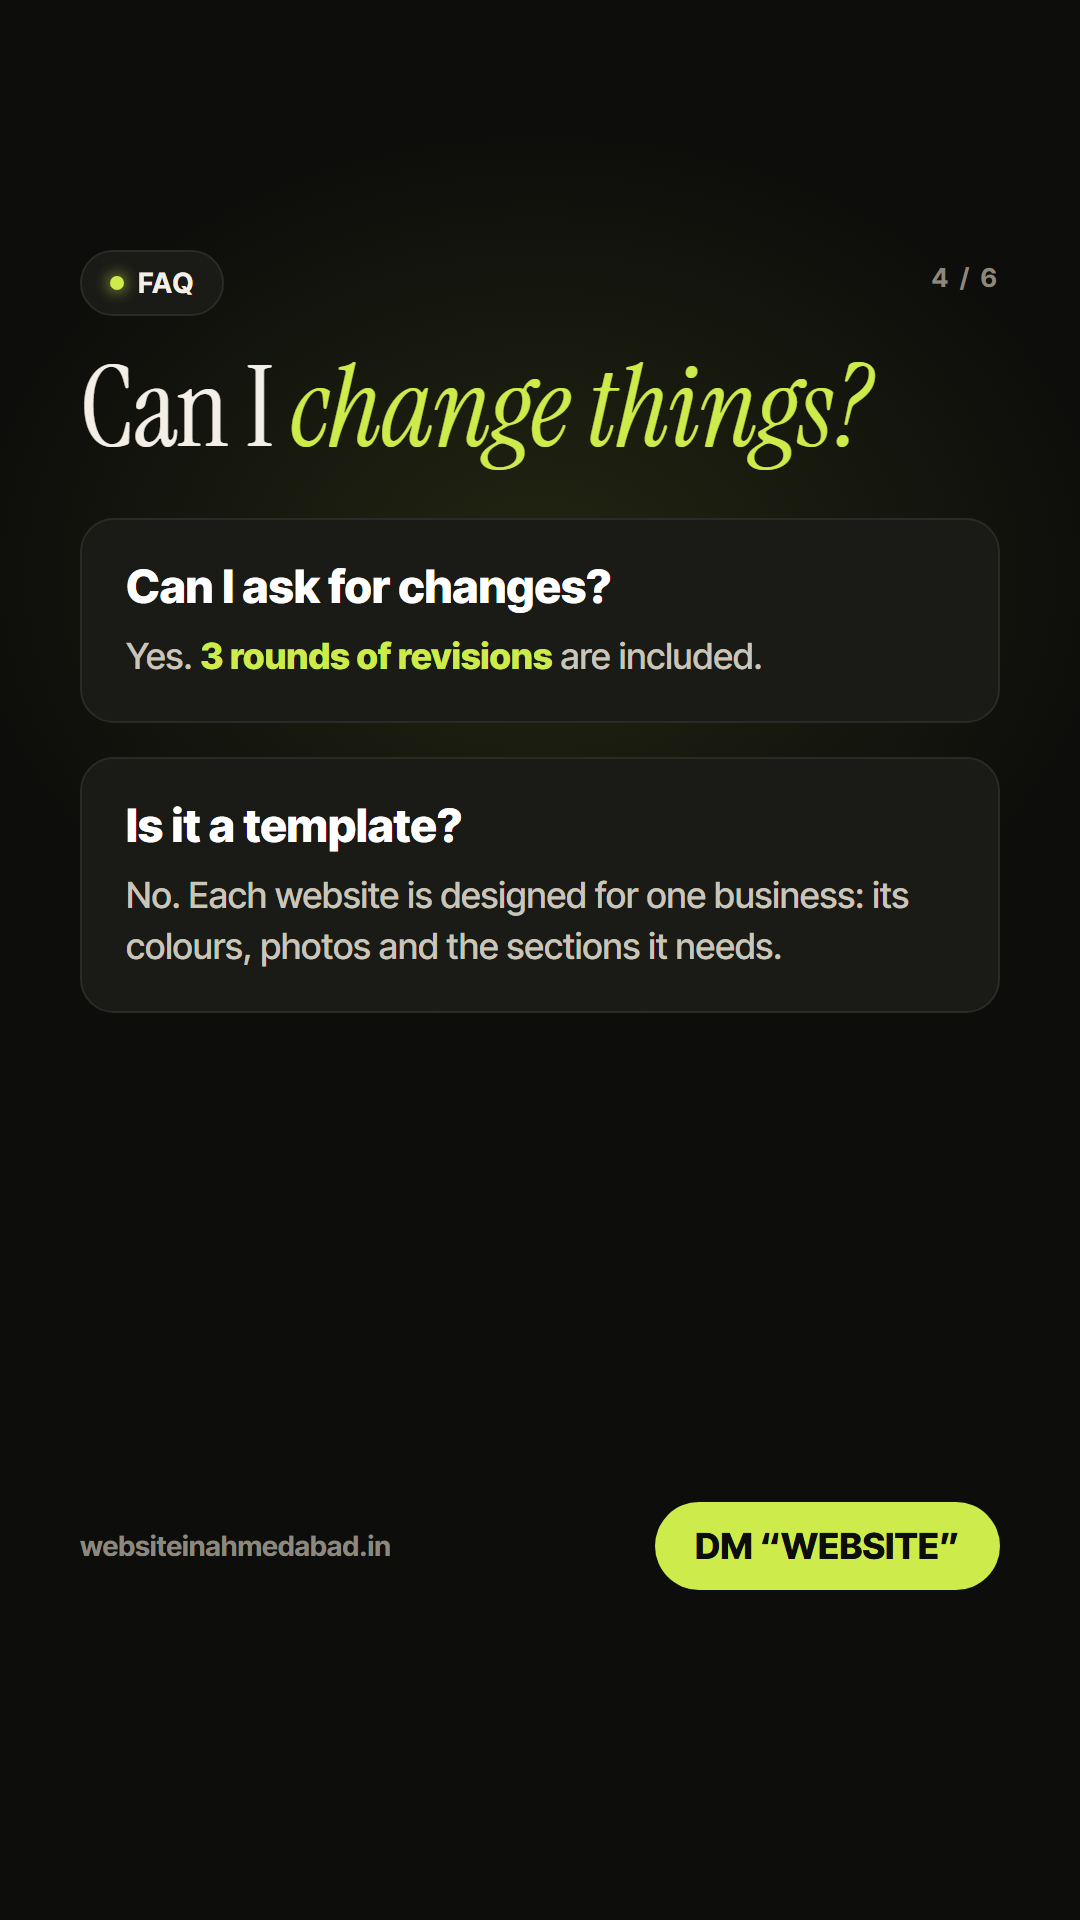 FAQ
4 / 6
Can I change things?
Can I ask for changes?
Yes. 3 rounds of revisions are included.
Is it a template?
No. Each website is designed for one business: its
colours, photos and the sections it needs.
websiteinahmedabad.in
DM “WEBSITE”